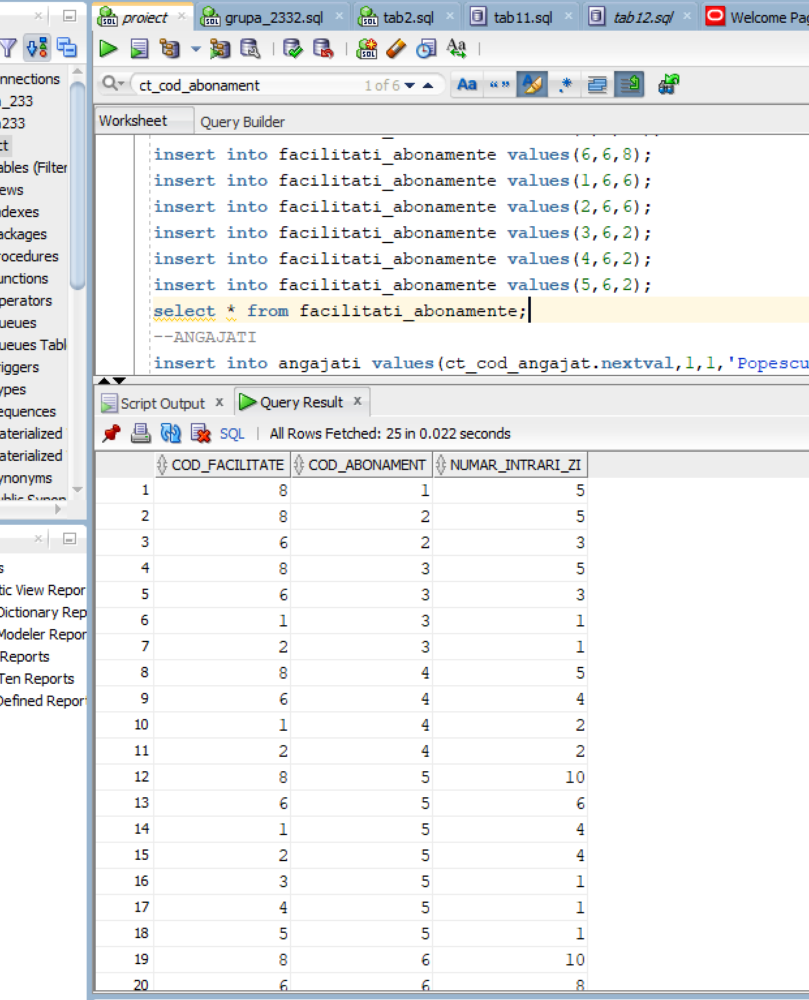 project grupa_2332.sql tab2.sql tab11.sql tab12.sql Welcome Pag
ct_cod_abonament 1 of 6 Aa “ ” .*
Worksheet Query Builder
insert into facilitati_abonamente values(6,6,8);
insert into facilitati_abonamente values(1,6,6);
insert into facilitati_abonamente values(2,6,6);
insert into facilitati_abonamente values(3,6,2);
insert into facilitati_abonamente values(4,6,2);
insert into facilitati_abonamente values(5,6,2);
select * from facilitati_abonamente;
--ANGAJATI
insert into angajati values(ct_cod_angajat.nextval,1,1,'Popescu
nnections
_233
233
ct
ables (Filter
ews
dexes
ackages
rocedures
unctions
perators
ueues
ueues Tabl
riggers
ypes
equences
aterialized
aterialized
ynonyms
ublic Synon
s
tic View Repor
Dictionary Rep
Modeler Repor
Reports
Ten Reports
Defined Report
Script Output x Query Result x
SQL | All Rows Fetched: 25 in 0.022 seconds
COD_FACILITATE COD_ABONAMENT NUMAR_INTRARI_ZI
1 8 1 5
2 8 2 5
3 6 2 3
4 8 3 5
5 6 3 3
6 1 3 1
7 2 3 1
8 8 4 5
9 6 4 4
10 1 4 2
11 2 4 2
12 8 5 10
13 6 5 6
14 1 5 4
15 2 5 4
16 3 5 1
17 4 5 1
18 5 5 1
19 8 6 10
20 6 6 8